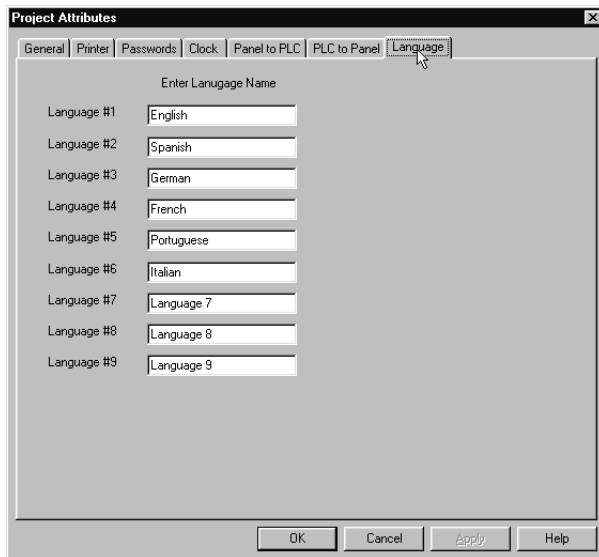 Project Attributes
General Printer Passwords Clock Panel to PLC PLC to Panel Language
Enter Lanugage Name
Language #1 English
Language #2 Spanish
Language #3 German
Language #4 French
Language #5 Portuguese
Language #6 Italian
Language #7 Language 7
Language #8 Language 8
Language #9 Language 9
OK Cancel Apply Help